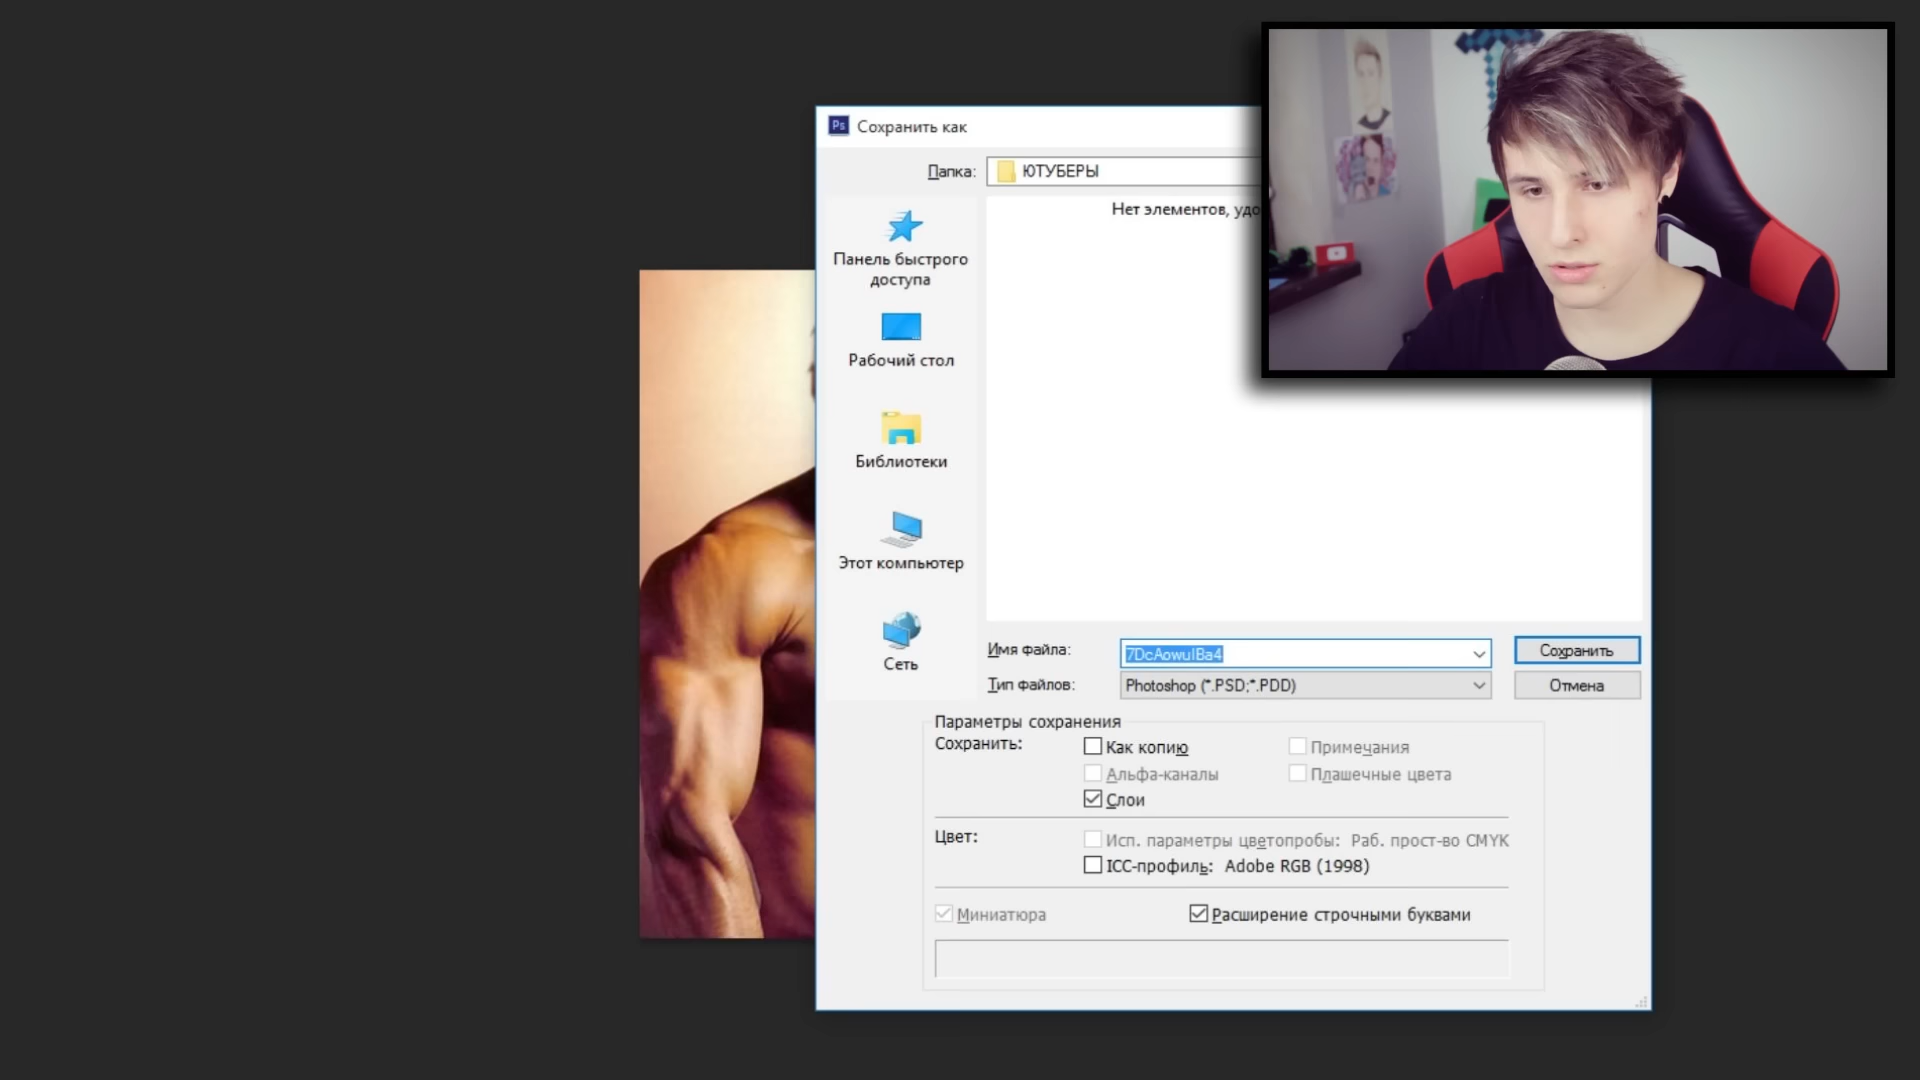 Ps Сохранить как
Папка: ЮТУБЕРЫ
Нет элементов, удо
Панель быстрого
доступа
Рабочий стол
Библиотеки
Этот компьютер
Сеть
Имя файла: 7DcAowulBa4 Сохранить
Тип файлов: Photoshop (*.PSD;*.PDD) Отмена
Параметры сохранения
Сохранить: Как копию Примечания
Альфа-каналы Плашечные цвета
Слои
Цвет: Исп. параметры цветопробы: Раб. прост-во CMYK
ICC-профиль: Adobe RGB (1998)
Миниатюра Расширение строчными буквами